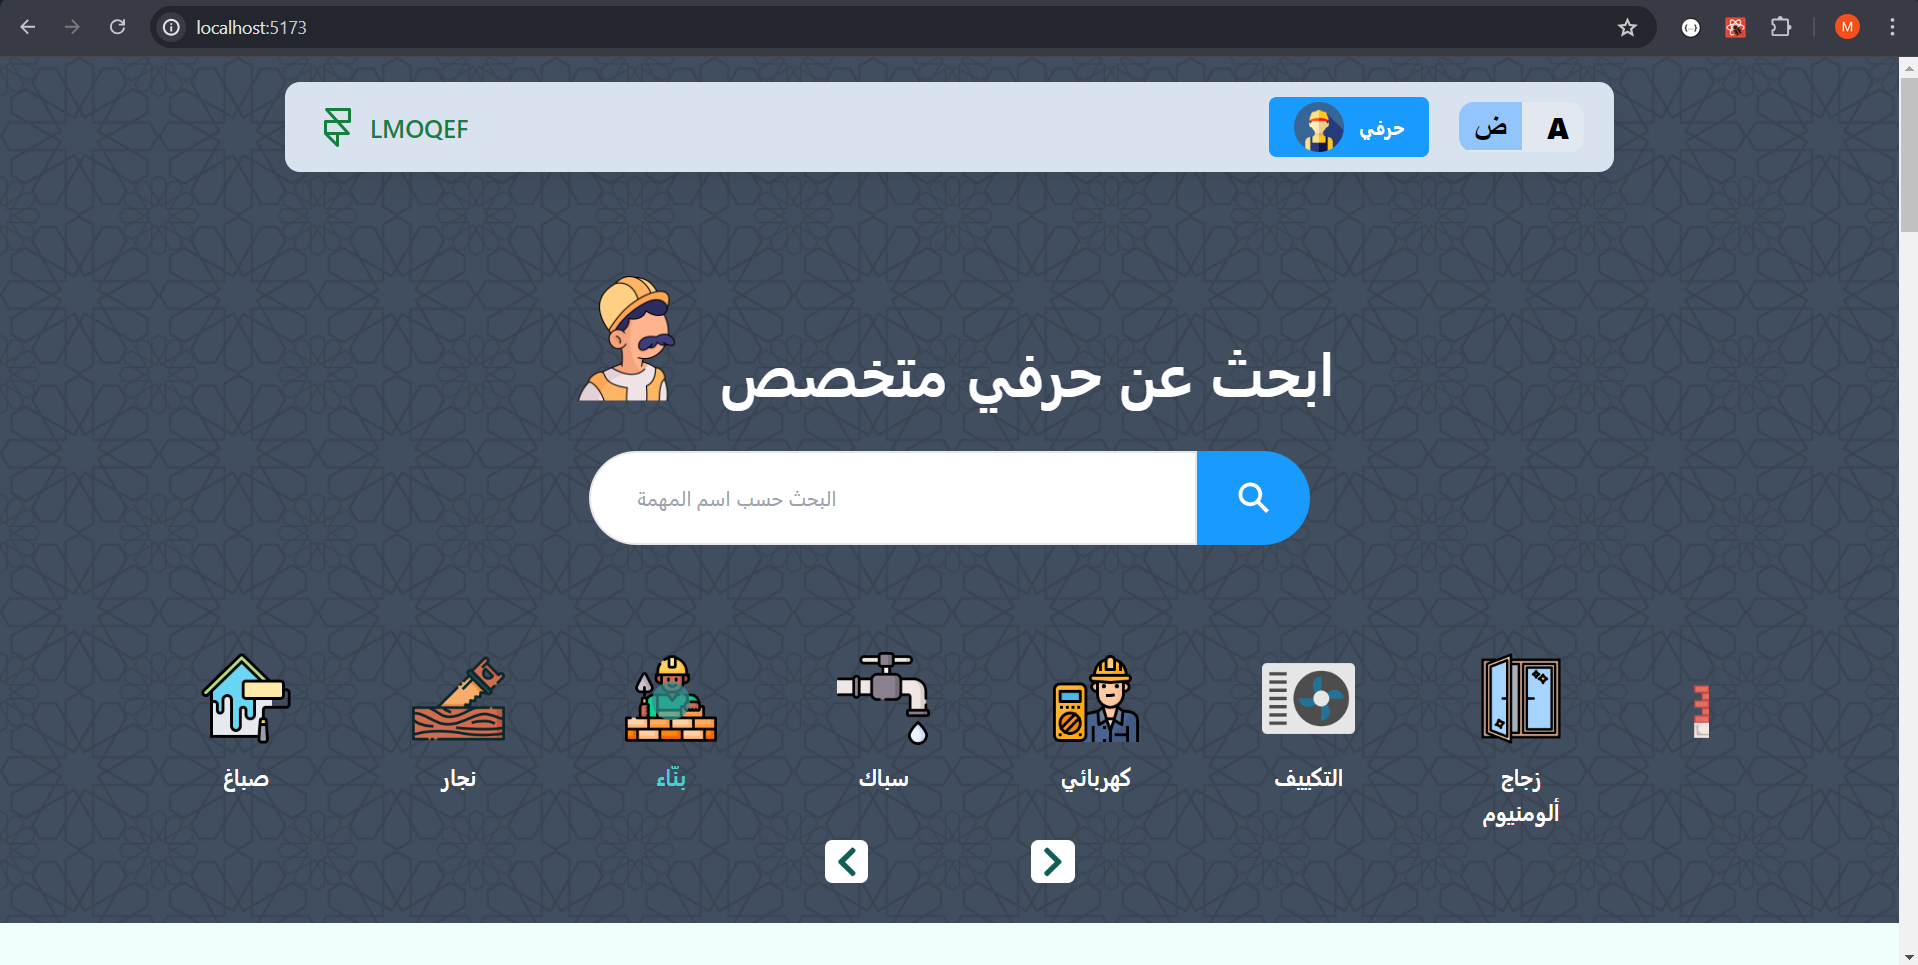 localhost:5173
M
LMOQEF
حرفي
ض
A
ابحث عن حرفي متخصص
البحث حسب اسم المهمة
صباغ
نجار
بنّاء
سباك
كهربائي
التكييف
زجاج
ألومنيوم